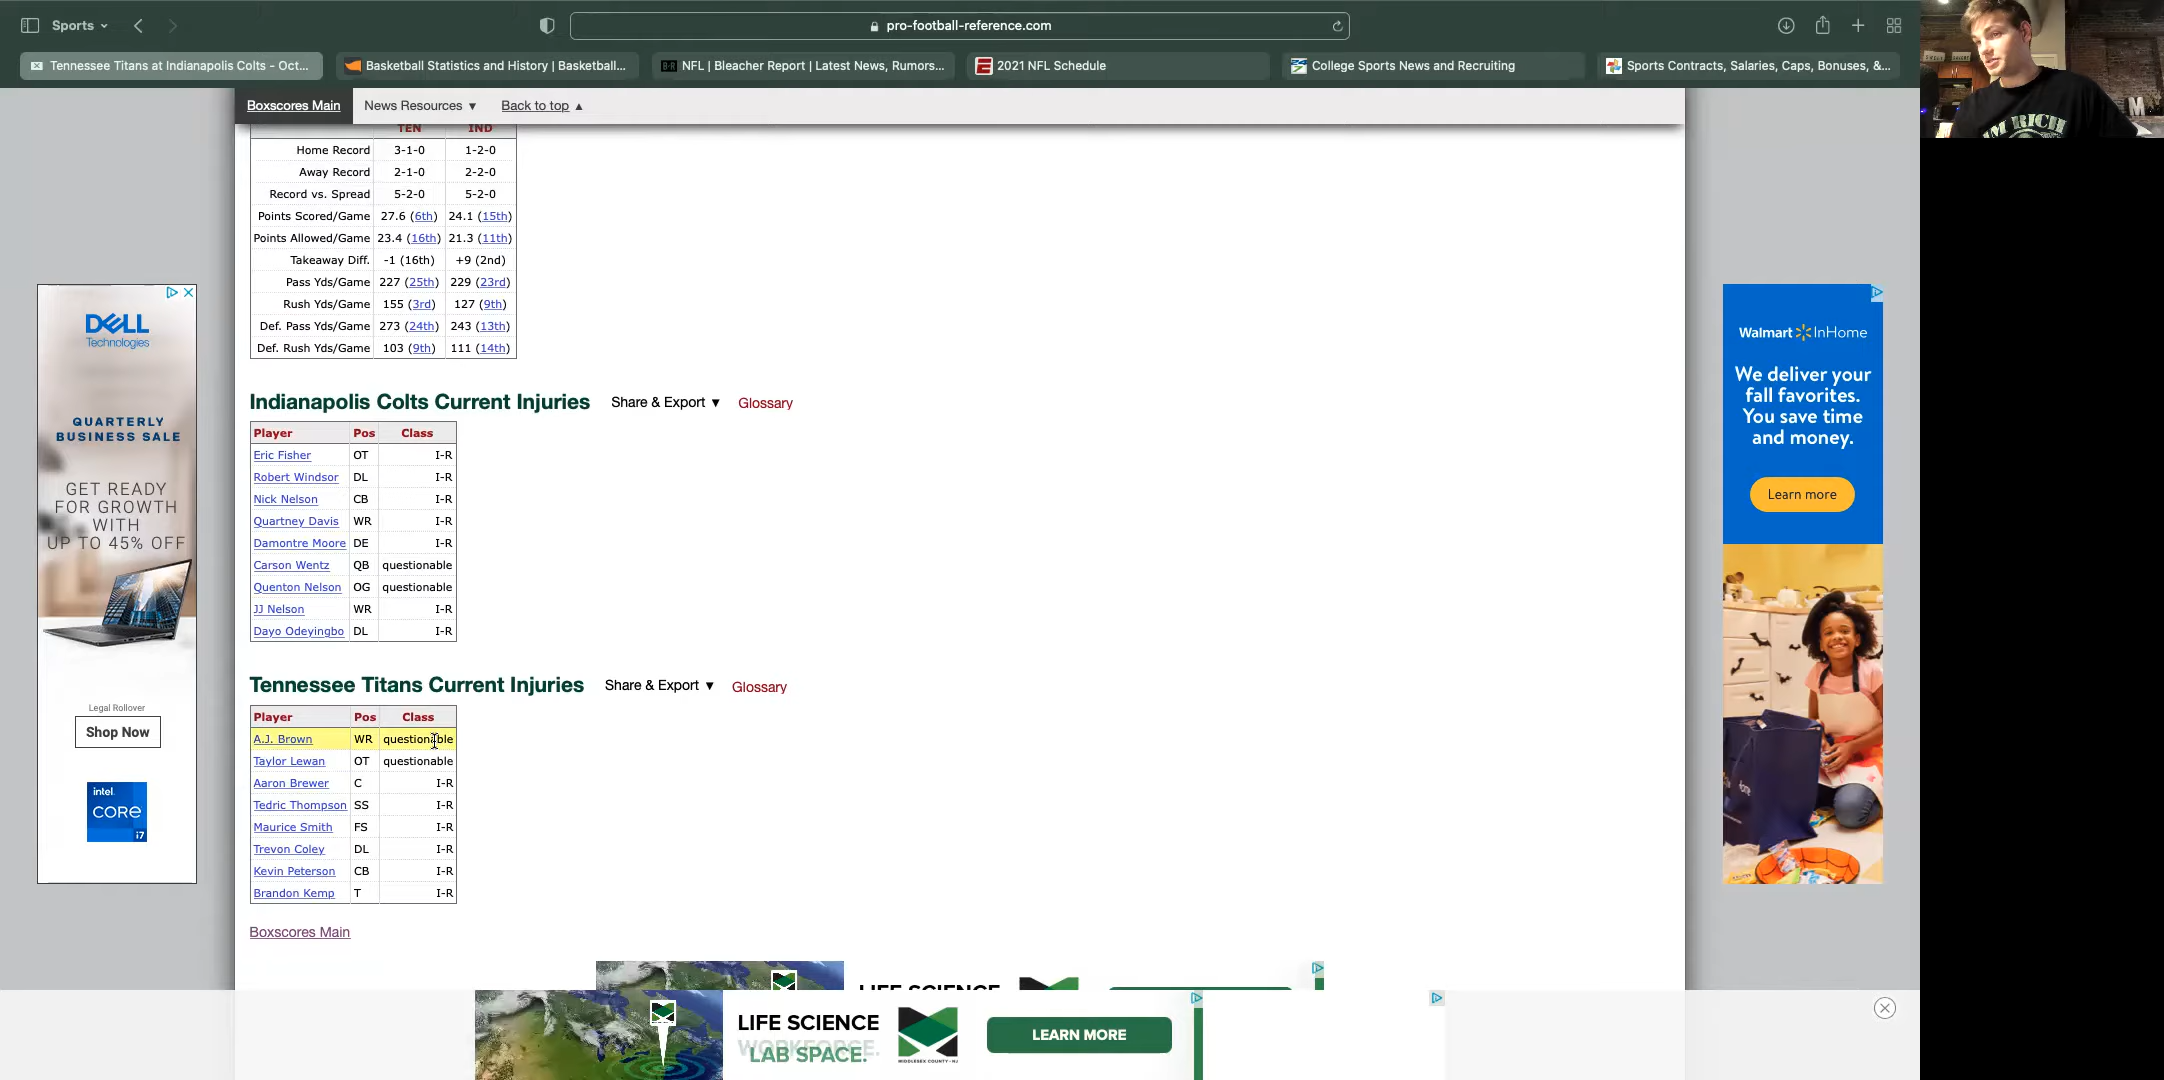 Sports
pro-football-reference.com
Tennessee Titans at Indianapolis Colts - Oct...
Basketball Statistics and History | Basketball...
NFL | Bleacher Report | Latest News, Rumors...
2021 NFL Schedule
College Sports News and Recruiting
Sports Contracts, Salaries, Caps, Bonuses, &...
Boxscores Main
News Resources ▼
Back to top ▲
TEN IND
Home Record 3-1-0 1-2-0
Away Record 2-1-0 2-2-0
Record vs. Spread 5-2-0 5-2-0
Points Scored/Game 27.6 (6th) 24.1 (15th)
Points Allowed/Game 23.4 (16th) 21.3 (11th)
Takeaway Diff. -1 (16th) +9 (2nd)
Pass Yds/Game 227 (25th) 229 (23rd)
Rush Yds/Game 155 (3rd) 127 (9th)
Def. Pass Yds/Game 273 (24th) 243 (13th)
Def. Rush Yds/Game 103 (9th) 111 (14th)
Indianapolis Colts Current Injuries Share & Export ▼ Glossary
Player Pos Class
Eric Fisher OT I-R
Robert Windsor DL I-R
Nick Nelson CB I-R
Quartney Davis WR I-R
Damontre Moore DE I-R
Carson Wentz QB questionable
Quenton Nelson OG questionable
JJ Nelson WR I-R
Dayo Odeyingbo DL I-R
Tennessee Titans Current Injuries Share & Export ▼ Glossary
Player Pos Class
A.J. Brown WR questionable
Taylor Lewan OT questionable
Aaron Brewer C I-R
Tedric Thompson SS I-R
Maurice Smith FS I-R
Trevon Coley DL I-R
Kevin Peterson CB I-R
Brandon Kemp T I-R
Boxscores Main
DELL
Technologies
QUARTERLY
BUSINESS SALE
GET READY
FOR GROWTH
WITH
UP TO 45% OFF
Legal Rollover
Shop Now
intel.
CORE
i7
Walmart InHome
We deliver your
fall favorites.
You save time
and money.
Learn more
LIFE SCIENCE
LIFE SCIENCE
WORKFORCE.
LAB SPACE.
MIDDLESEX COUNTY • NJ
LEARN MORE
M RICH
M